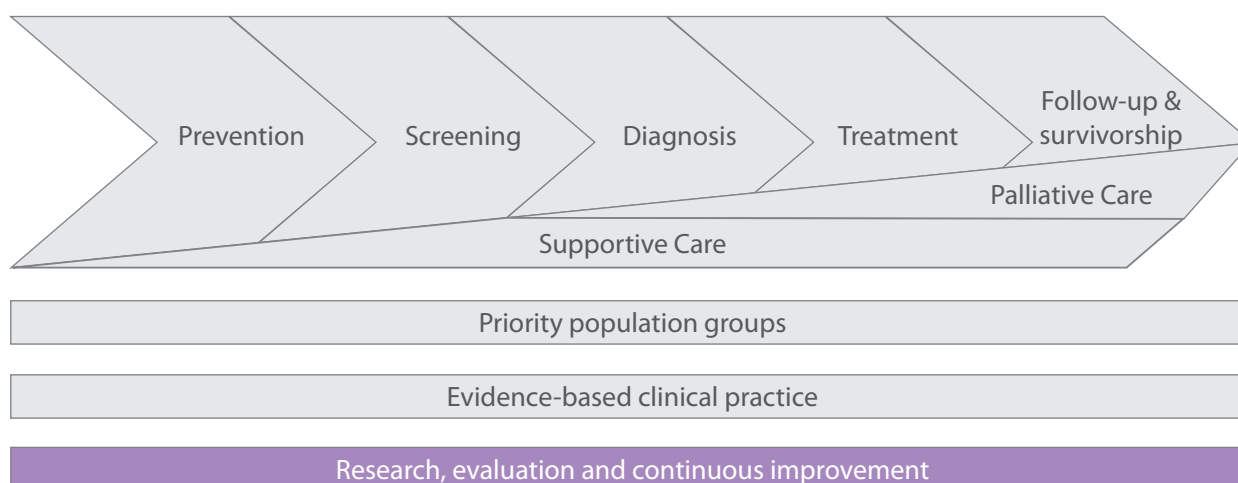 Prevention
Screening
Diagnosis
Treatment
Follow-up &
survivorship
Palliative Care
Supportive Care
Priority population groups
Evidence-based clinical practice
Research, evaluation and continuous improvement